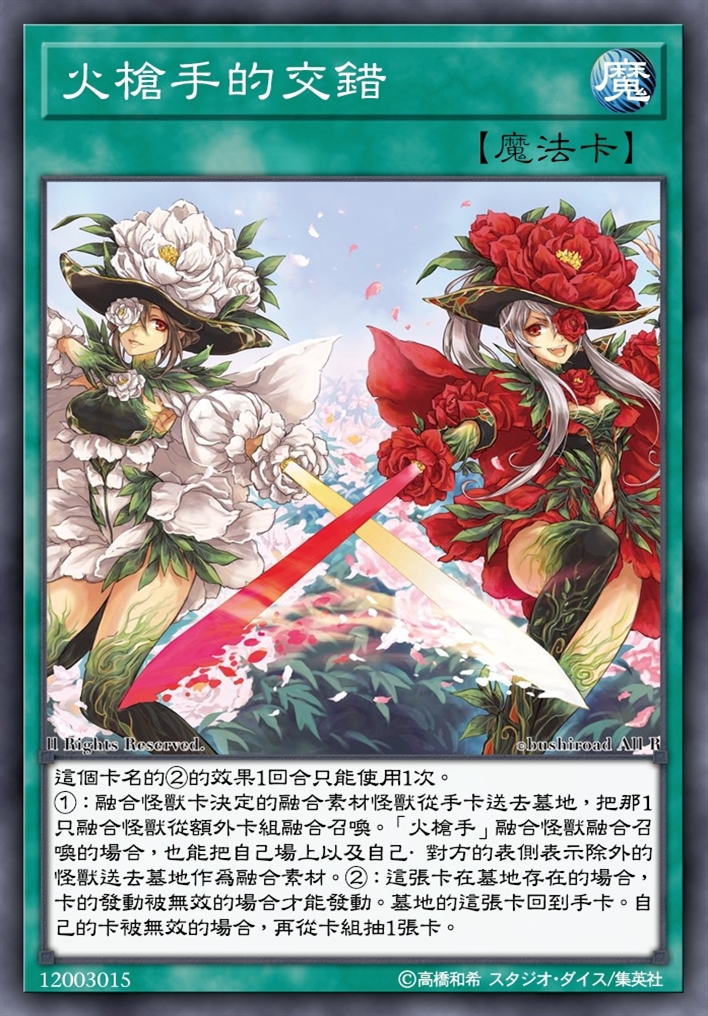 火槍手的交錯
魔
【魔法卡】
ll Rights Reserved.
©bushiroad All R
這個卡名的②的效果1回合只能使用1次。
①：融合怪獸卡決定的融合素材怪獸從手卡送去墓地，把那1
只融合怪獸從額外卡組融合召喚。「火槍手」融合怪獸融合召
喚的場合，也能把自己場上以及自己· 對方的表側表示除外的
怪獸送去墓地作爲融合素材。②：這張卡在墓地存在的場合，
卡的發動被無效的場合才能發動。墓地的這張卡回到手卡。自
己的卡被無效的場合，再從卡組抽1張卡。
12003015
©高橋和希 スタジオ・ダイス/集英社